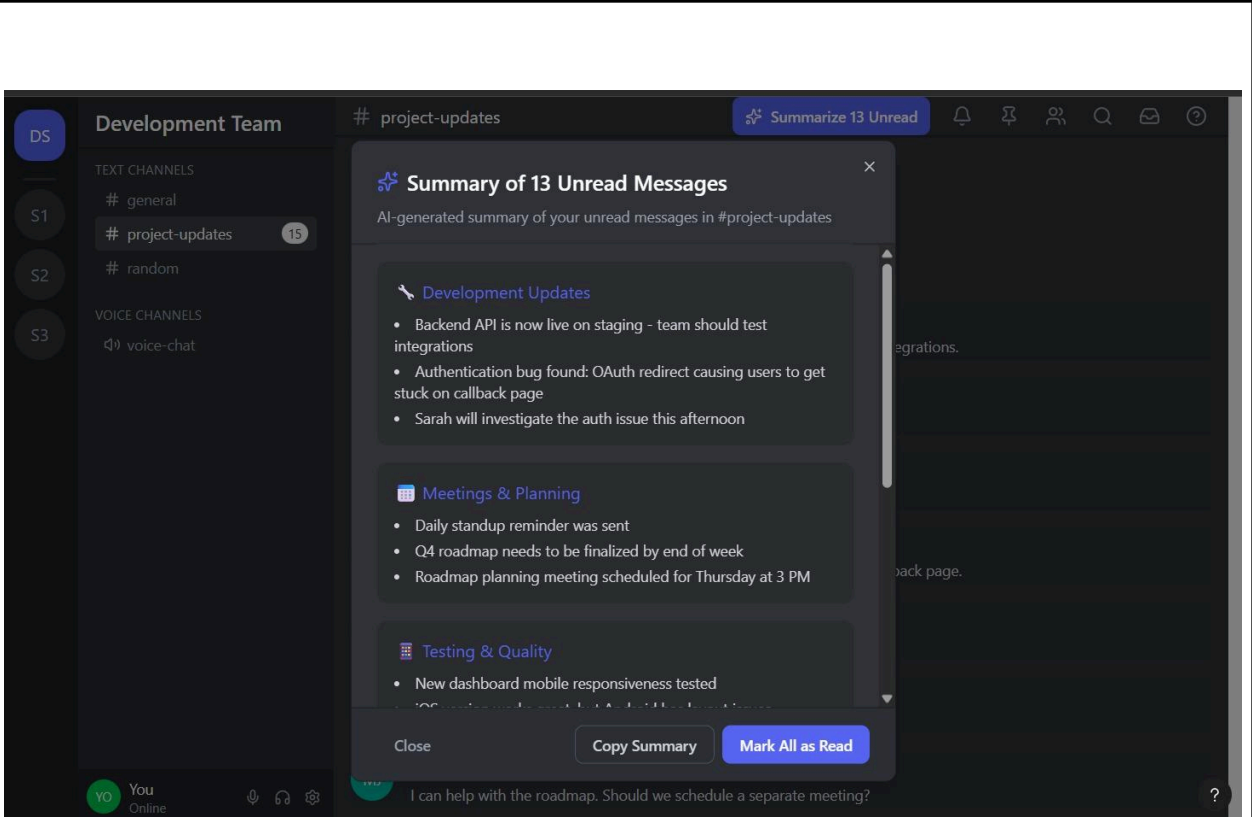 DS
S1
S2
S3
Development Team
TEXT CHANNELS
# general
# project-updates 15
# random
VOICE CHANNELS
voice-chat
YO
You
Online
# project-updates
Summarize 13 Unread
Summary of 13 Unread Messages
AI-generated summary of your unread messages in #project-updates
Development Updates
• Backend API is now live on staging - team should test
integrations
• Authentication bug found: OAuth redirect causing users to get
stuck on callback page
• Sarah will investigate the auth issue this afternoon
Meetings & Planning
• Daily standup reminder was sent
• Q4 roadmap needs to be finalized by end of week
• Roadmap planning meeting scheduled for Thursday at 3 PM
Testing & Quality
• New dashboard mobile responsiveness tested
Close
Copy Summary
Mark All as Read
egrations.
back page.
I can help with the roadmap. Should we schedule a separate meeting?
?